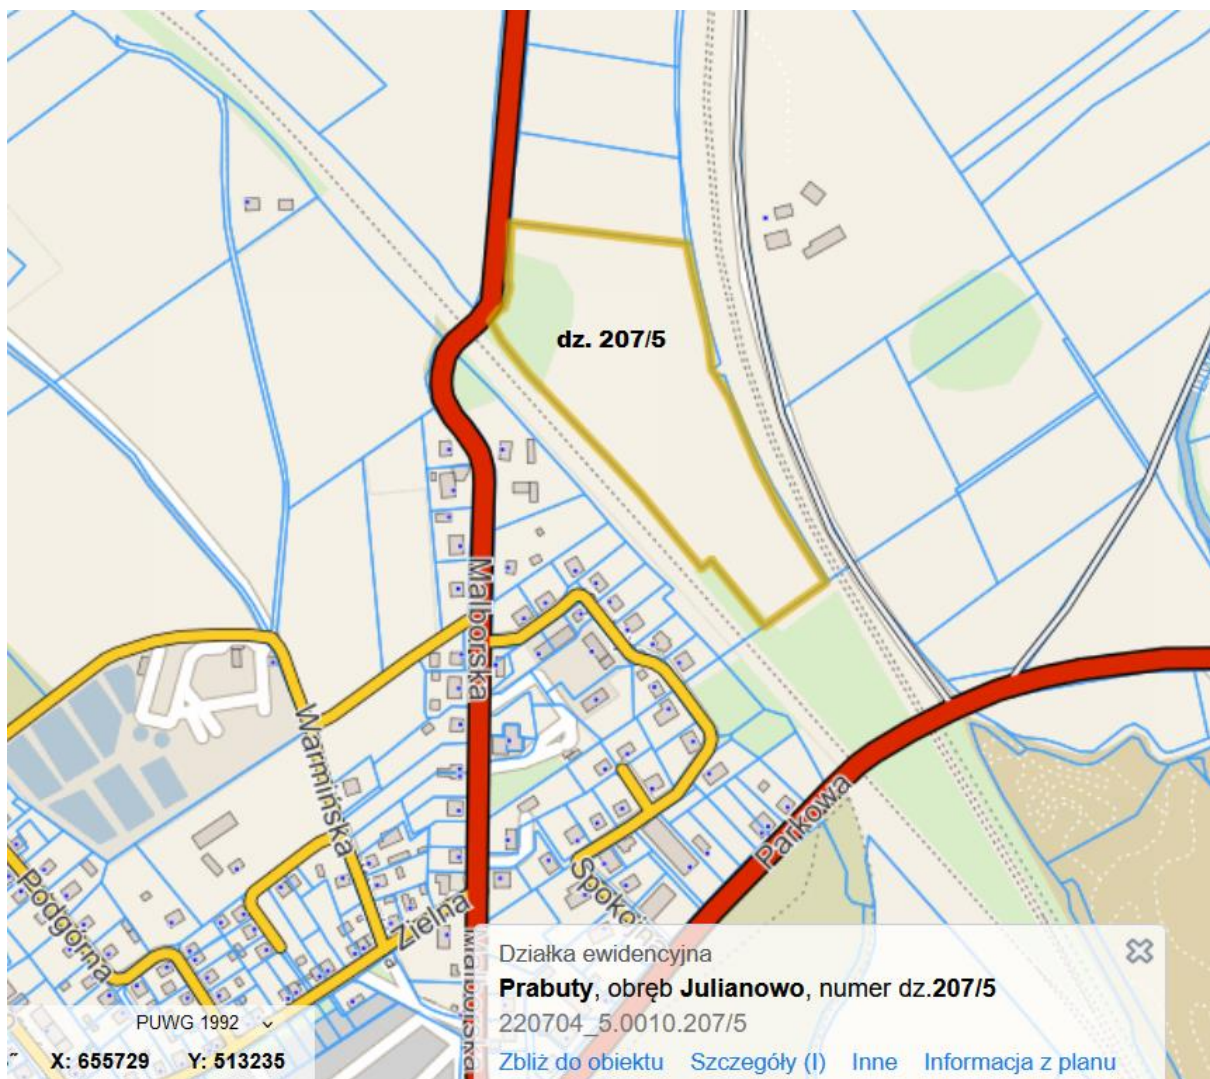 dz. 207/5
Malborska
Warmińska
Parkowa
Podgórna
Zielna
Spokojna
Malborska
Działka ewidencyjna
Prabuty, obręb Julianowo, numer dz.207/5
220704_5.0010.207/5
Zbliż do obiektu Szczegóły (I) Inne Informacja z planu
PUWG 1992
X: 655729 Y: 513235